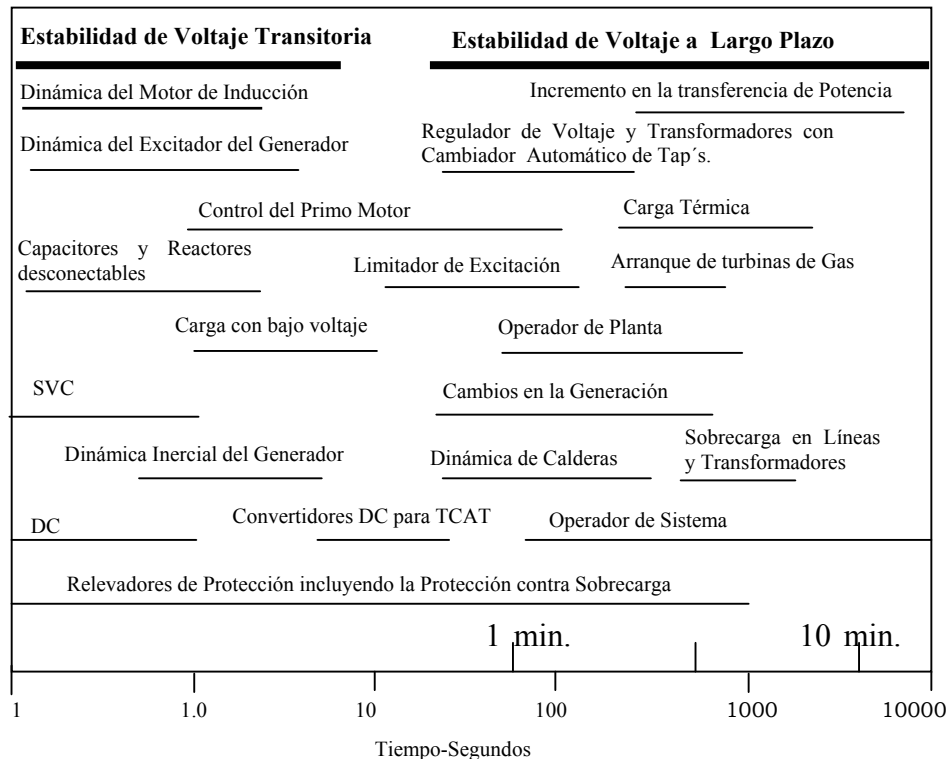 Estabilidad de Voltaje Transitoria
Estabilidad de Voltaje a Largo Plazo
Dinámica del Motor de Inducción
Incremento en la transferencia de Potencia
Dinámica del Excitador del Generador
Regulador de Voltaje y Transformadores con
Cambiador Automático de Tap´s.
Control del Primo Motor
Carga Térmica
Capacitores y Reactores
desconectables
Limitador de Excitación
Arranque de turbinas de Gas
Carga con bajo voltaje
Operador de Planta
SVC
Cambios en la Generación
Dinámica Inercial del Generador
Dinámica de Calderas
Sobrecarga en Líneas
y Transformadores
DC
Convertidores DC para TCAT
Operador de Sistema
Relevadores de Protección incluyendo la Protección contra Sobrecarga
1 min.
10 min.
1
1.0
10
100
1000
10000
Tiempo-Segundos